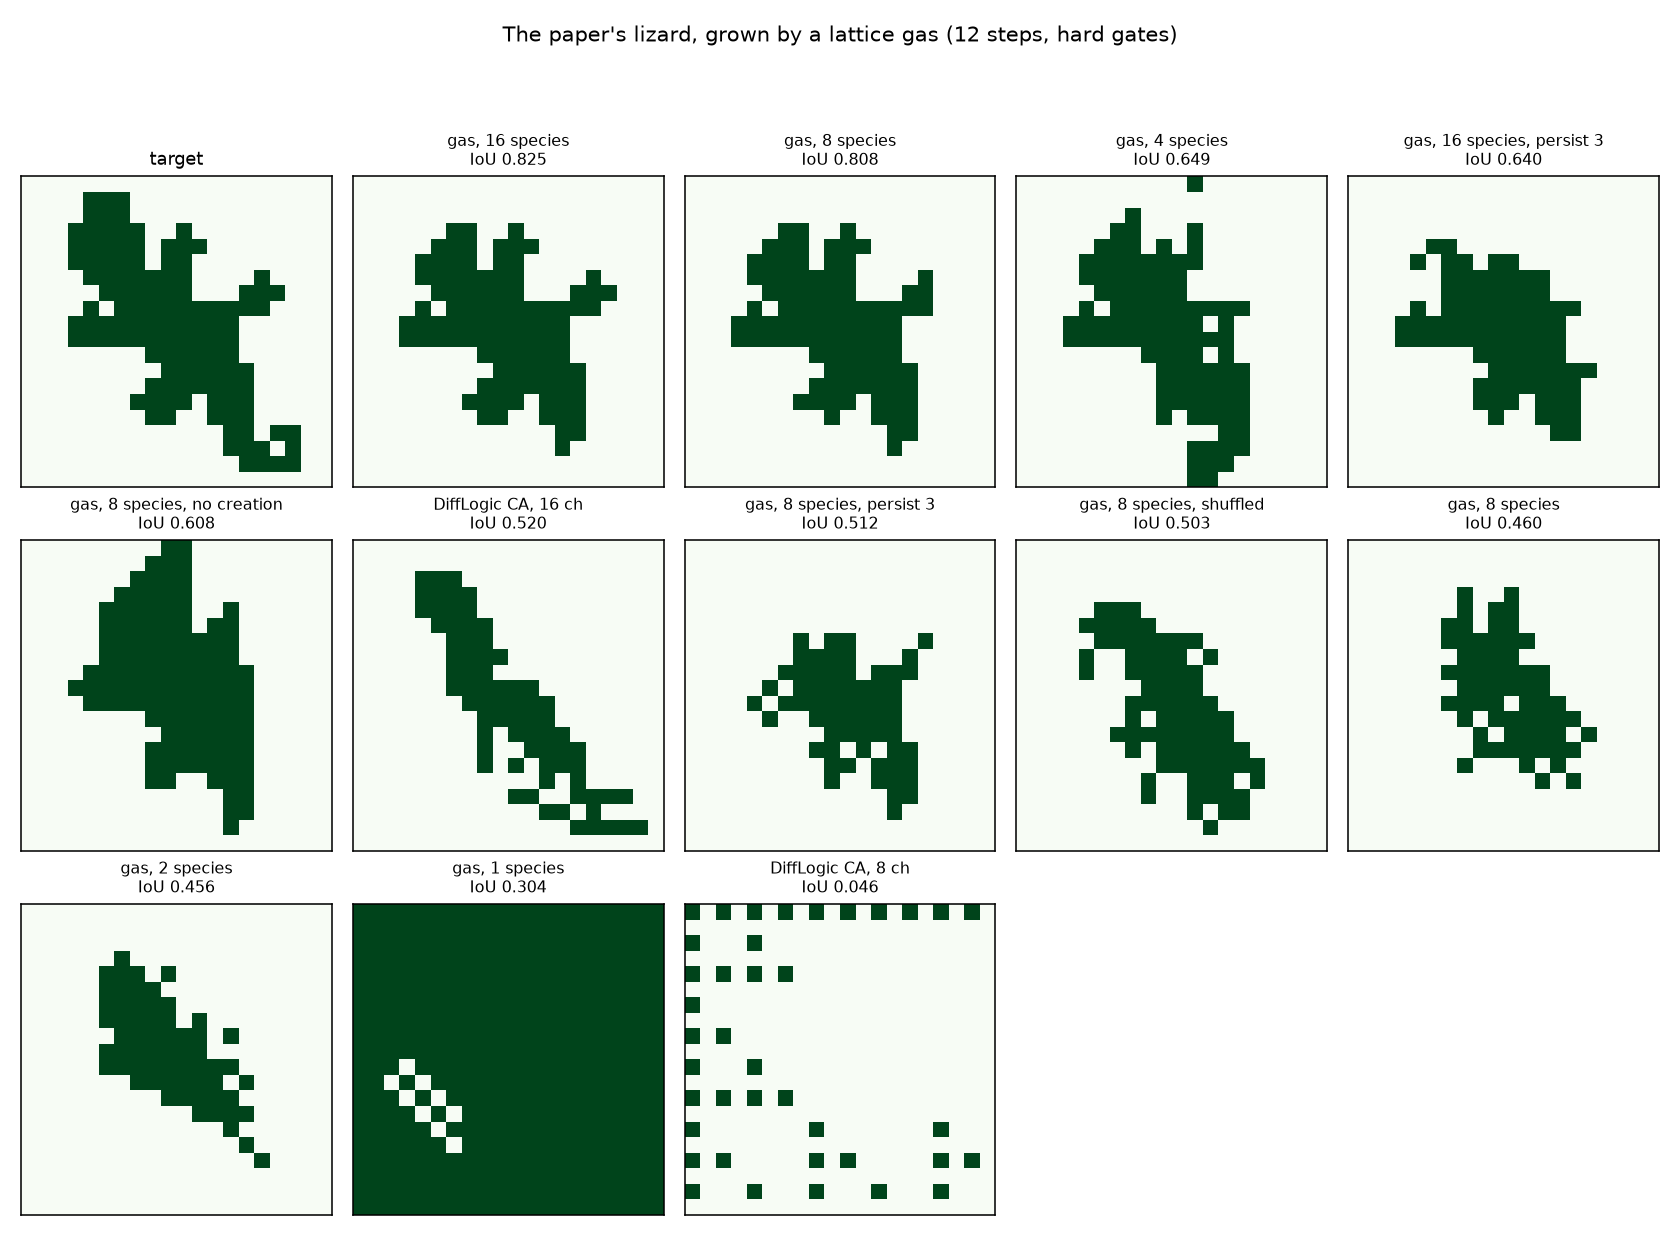 The paper's lizard, grown by a lattice gas (12 steps, hard gates)
target
gas, 16 species
IoU 0.825
gas, 8 species
IoU 0.808
gas, 4 species
IoU 0.649
gas, 16 species, persist 3
IoU 0.640
gas, 8 species, no creation
IoU 0.608
DiffLogic CA, 16 ch
IoU 0.520
gas, 8 species, persist 3
IoU 0.512
gas, 8 species, shuffled
IoU 0.503
gas, 8 species
IoU 0.460
gas, 2 species
IoU 0.456
gas, 1 species
IoU 0.304
DiffLogic CA, 8 ch
IoU 0.046